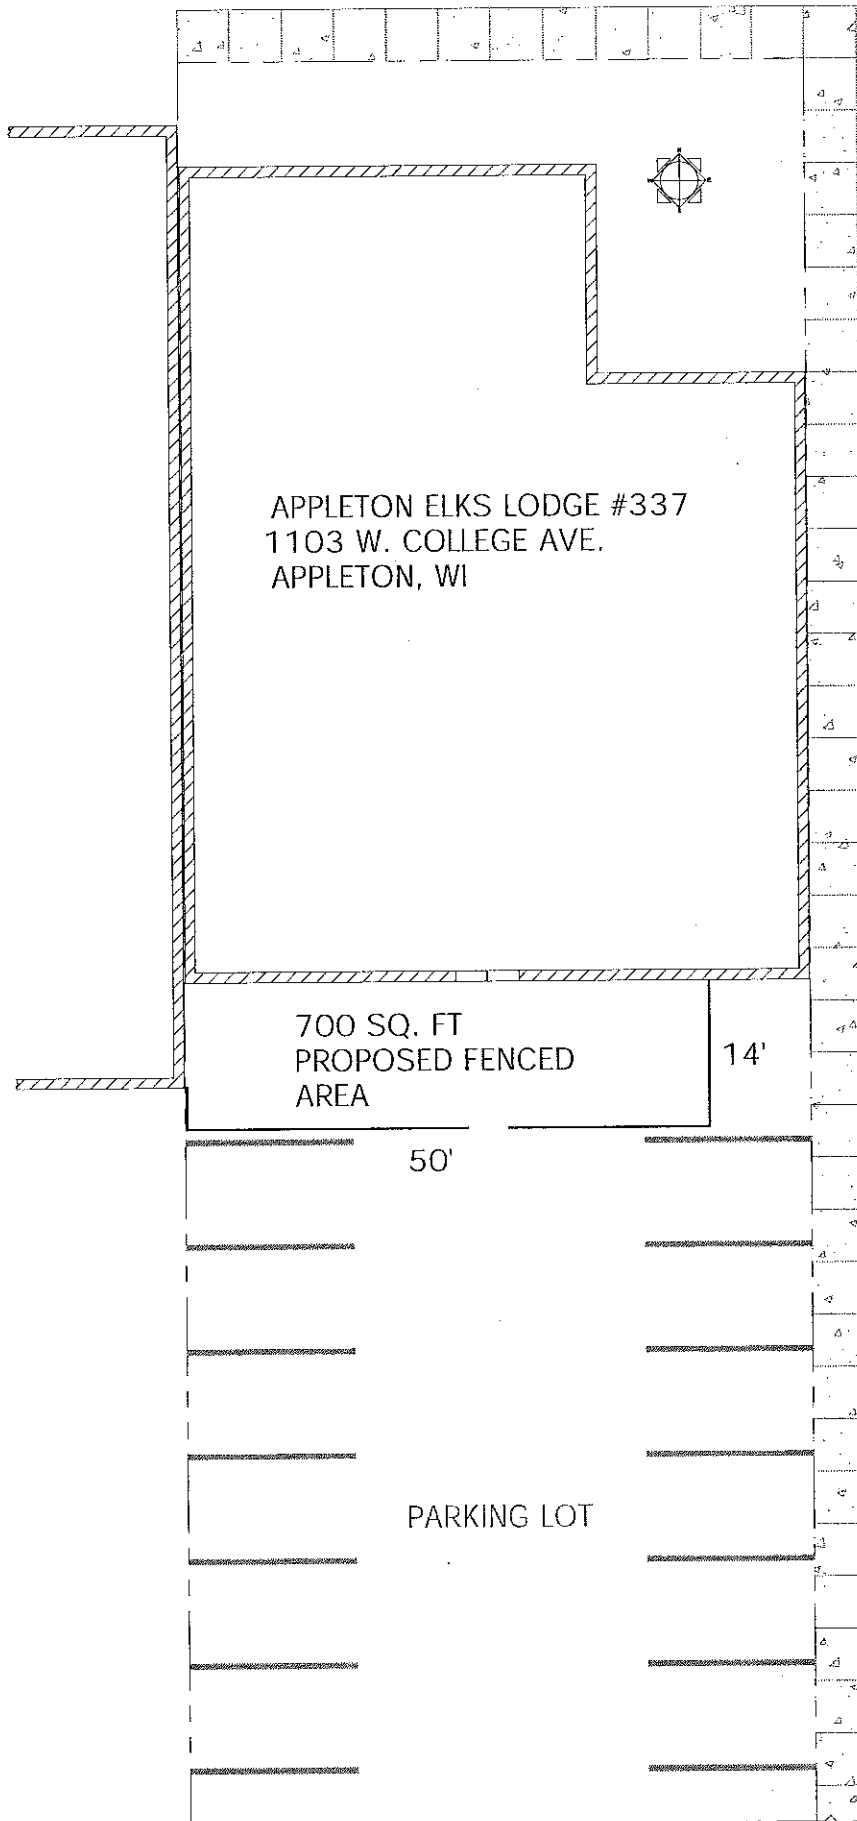 APPLETON ELKS LODGE #337
1103 W. COLLEGE AVE.
APPLETON, WI
700 SQ. FT
PROPOSED FENCED
AREA
14'
50'
PARKING LOT